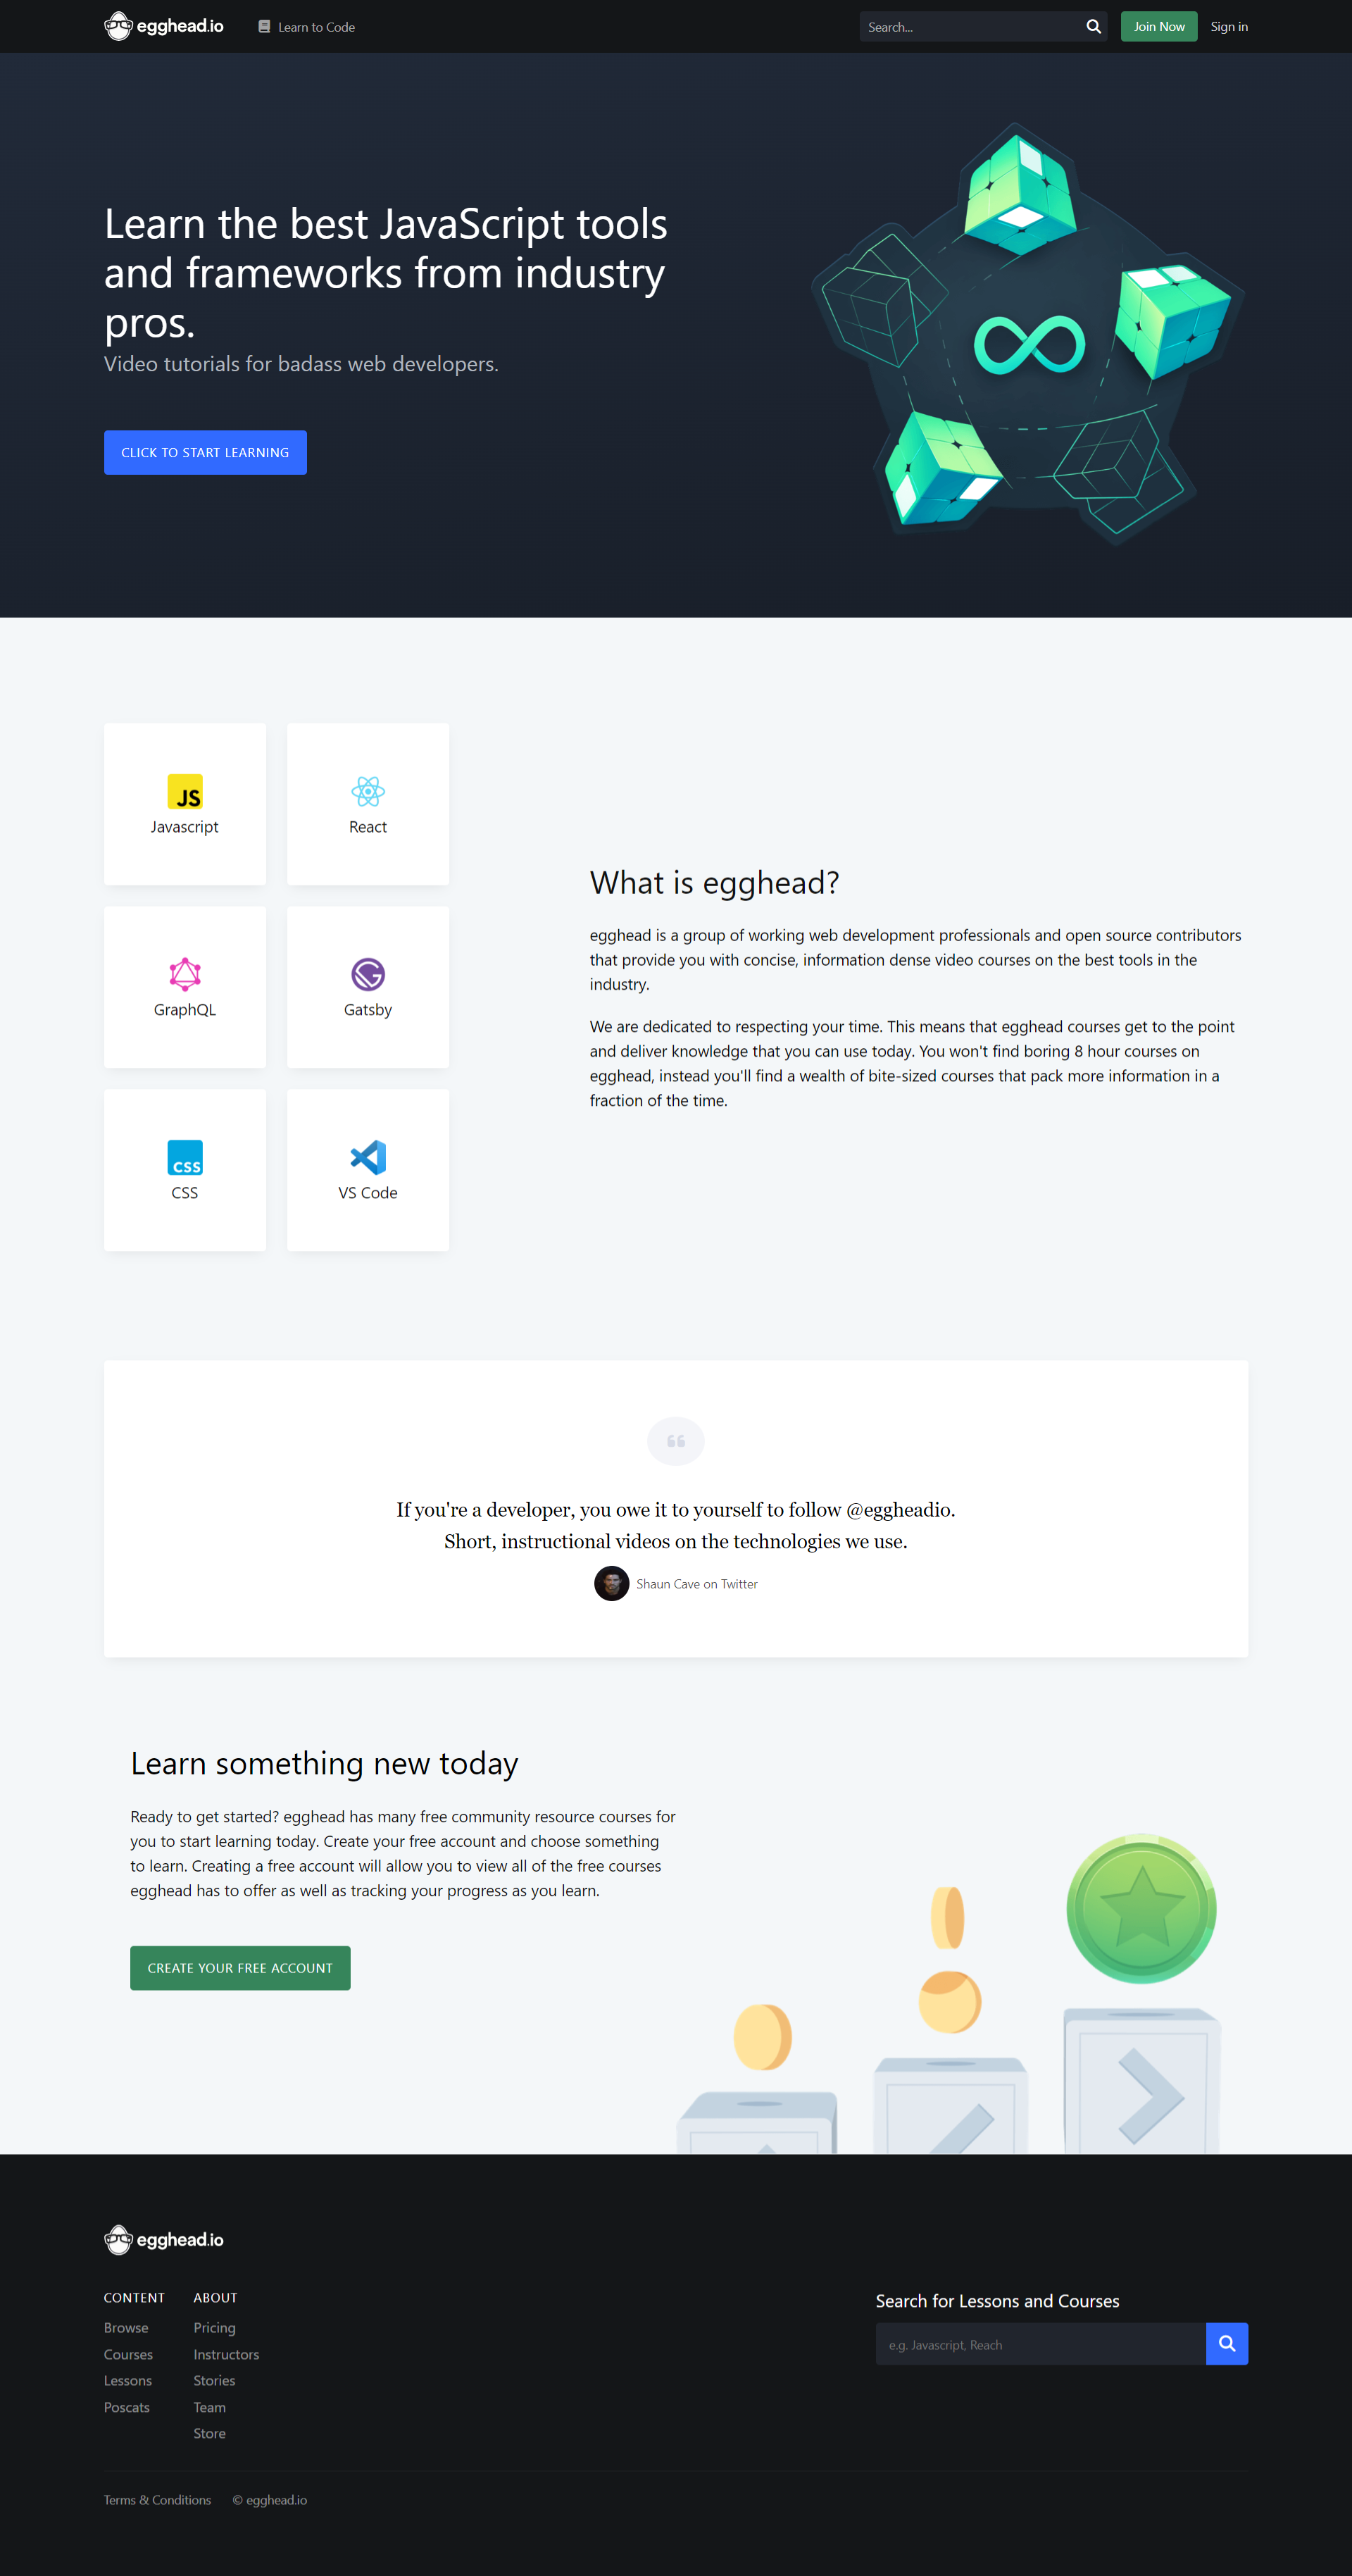 egghead.io
Learn to Code
Search...
Join Now
Sign in
Learn the best JavaScript tools
and frameworks from industry
pros.
Video tutorials for badass web developers.
CLICK TO START LEARNING
JS
Javascript
React
GraphQL
Gatsby
CSS
CSS
VS Code
What is egghead?
egghead is a group of working web development professionals and open source contributors
that provide you with concise, information dense video courses on the best tools in the
industry.
We are dedicated to respecting your time. This means that egghead courses get to the point
and deliver knowledge that you can use today. You won't find boring 8 hour courses on
egghead, instead you'll find a wealth of bite-sized courses that pack more information in a
fraction of the time.
If you're a developer, you owe it to yourself to follow @eggheadio.
Short, instructional videos on the technologies we use.
Shaun Cave on Twitter
Learn something new today
Ready to get started? egghead has many free community resource courses for
you to start learning today. Create your free account and choose something
to learn. Creating a free account will allow you to view all of the free courses
egghead has to offer as well as tracking your progress as you learn.
CREATE YOUR FREE ACCOUNT
egghead.io
CONTENT
Browse
Courses
Lessons
Poscats
ABOUT
Pricing
Instructors
Stories
Team
Store
Search for Lessons and Courses
e.g. Javascript, Reach
Terms & Conditions
© egghead.io